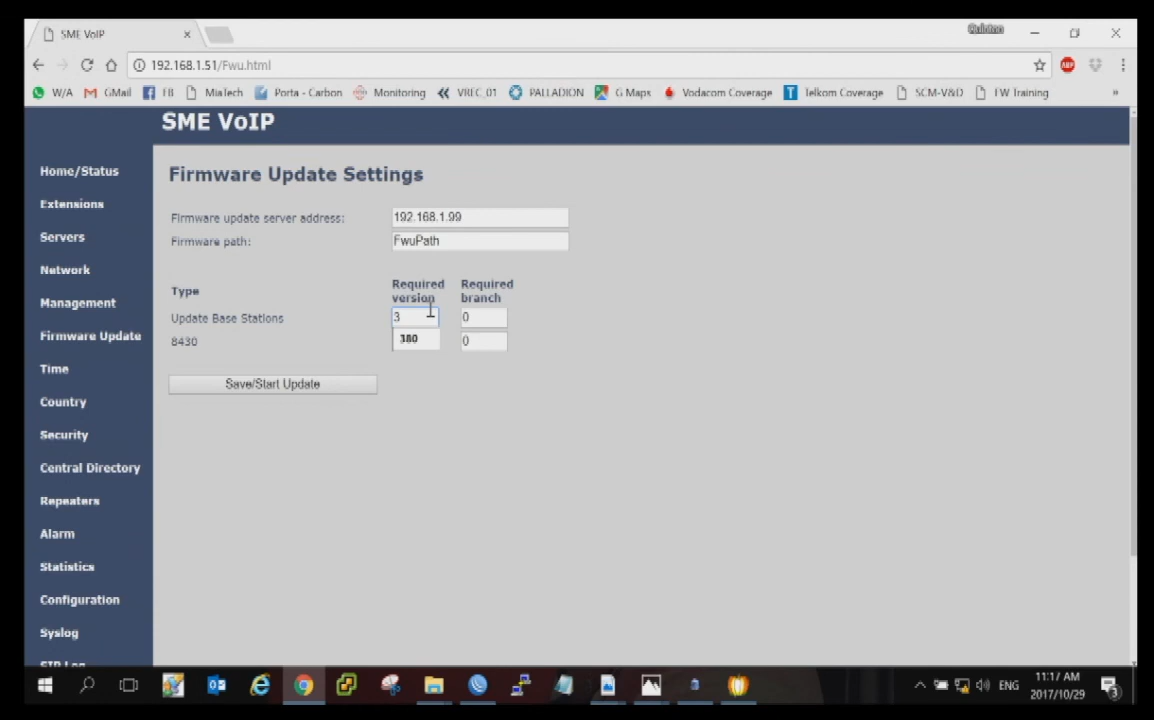 SME VoIP
192.168.1.51/Fwu.html
W/A GMail FB MiaTech Porta - Carbon Monitoring VREC_01 PALLADION G Maps Vodacom Coverage Telkom Coverage SCM-V&D FW Training »
SME VoIP
Home/Status
Extensions
Servers
Network
Management
Firmware Update
Time
Country
Security
Central Directory
Repeaters
Alarm
Statistics
Configuration
Syslog
SIP Log
Firmware Update Settings
Firmware update server address: 192.168.1.99
Firmware path: FwuPath
Type Required version Required branch
Update Base Stations 3 0
8430 380 0
Save/Start Update
ENG
11:17 AM
2017/10/29
3